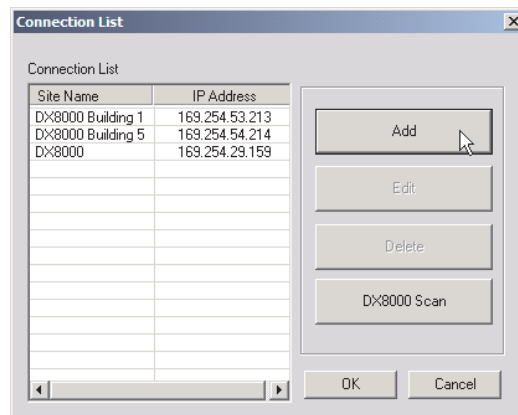 Connection List
Connection List
Site Name IP Address
DX8000 Building 1 169.254.53.213
DX8000 Building 5 169.254.54.214
DX8000 169.254.29.159
Add
Edit
Delete
DX8000 Scan
OK Cancel